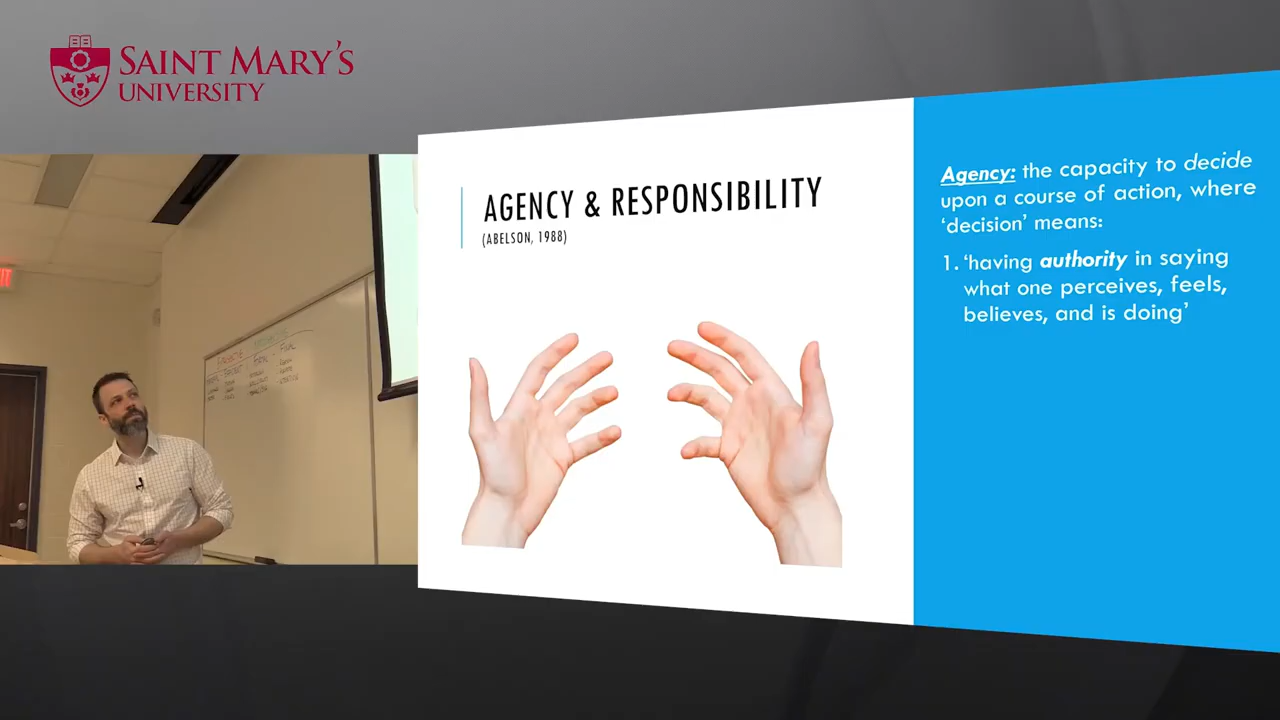 SAINT MARY'S
UNIVERSITY
AGENCY & RESPONSIBILITY
(ABELSON, 1988)
Agency: the capacity to decide
upon a course of action, where
‘decision’ means:
1. ‘having authority in saying
what one perceives, feels,
believes, and is doing’